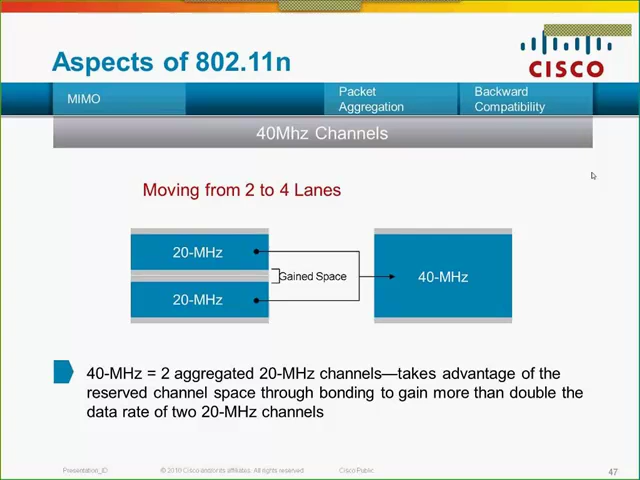 Aspects of 802.11n
CISCO
MIMO
Packet
Aggregation
Backward
Compatibility
40Mhz Channels
Moving from 2 to 4 Lanes
20-MHz
Gained Space
20-MHz
40-MHz
40-MHz = 2 aggregated 20-MHz channels—takes advantage of the
reserved channel space through bonding to gain more than double the
data rate of two 20-MHz channels
Presentation_ID
© 2010 Cisco and/or its affiliates. All rights reserved.
Cisco Public
47